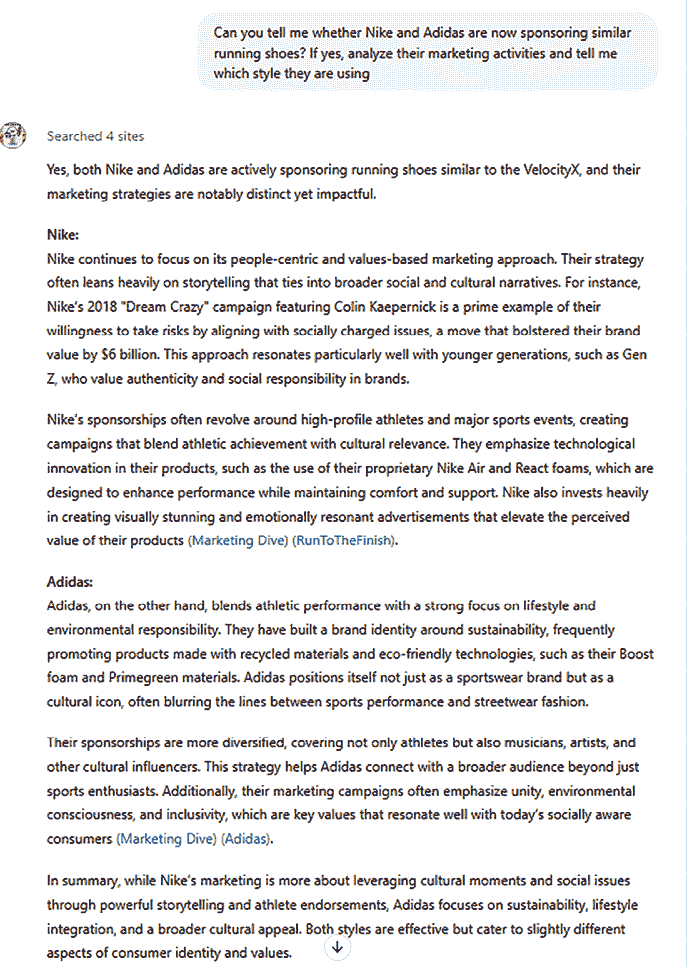 Can you tell me whether Nike and Adidas are now sponsoring similar
running shoes? If yes, analyze their marketing activities and tell me
which style they are using
Searched 4 sites
Yes, both Nike and Adidas are actively sponsoring running shoes similar to the VelocityX, and their
marketing strategies are notably distinct yet impactful.
Nike:
Nike continues to focus on its people-centric and values-based marketing approach. Their strategy
often leans heavily on storytelling that ties into broader social and cultural narratives. For instance,
Nike's 2018 "Dream Crazy" campaign featuring Colin Kaepernick is a prime example of their
willingness to take risks by aligning with socially charged issues, a move that bolstered their brand
value by $6 billion. This approach resonates particularly well with younger generations, such as Gen
Z, who value authenticity and social responsibility in brands.
Nike's sponsorships often revolve around high-profile athletes and major sports events, creating
campaigns that blend athletic achievement with cultural relevance. They emphasize technological
innovation in their products, such as the use of their proprietary Nike Air and React foams, which are
designed to enhance performance while maintaining comfort and support. Nike also invests heavily
in creating visually stunning and emotionally resonant advertisements that elevate the perceived
value of their products (Marketing Dive) (RunToTheFinish).
Adidas:
Adidas, on the other hand, blends athletic performance with a strong focus on lifestyle and
environmental responsibility. They have built a brand identity around sustainability, frequently
promoting products made with recycled materials and eco-friendly technologies, such as their Boost
foam and Primegreen materials. Adidas positions itself not just as a sportswear brand but as a
cultural icon, often blurring the lines between sports performance and streetwear fashion.
Their sponsorships are more diversified, covering not only athletes but also musicians, artists, and
other cultural influencers. This strategy helps Adidas connect with a broader audience beyond just
sports enthusiasts. Additionally, their marketing campaigns often emphasize unity, environmental
consciousness, and inclusivity, which are key values that resonate well with today's socially aware
consumers (Marketing Dive) (Adidas).
In summary, while Nike's marketing is more about leveraging cultural moments and social issues
through powerful storytelling and athlete endorsements, Adidas focuses on sustainability, lifestyle
integration, and a broader cultural appeal. Both styles are effective but cater to slightly different
aspects of consumer identity and values.